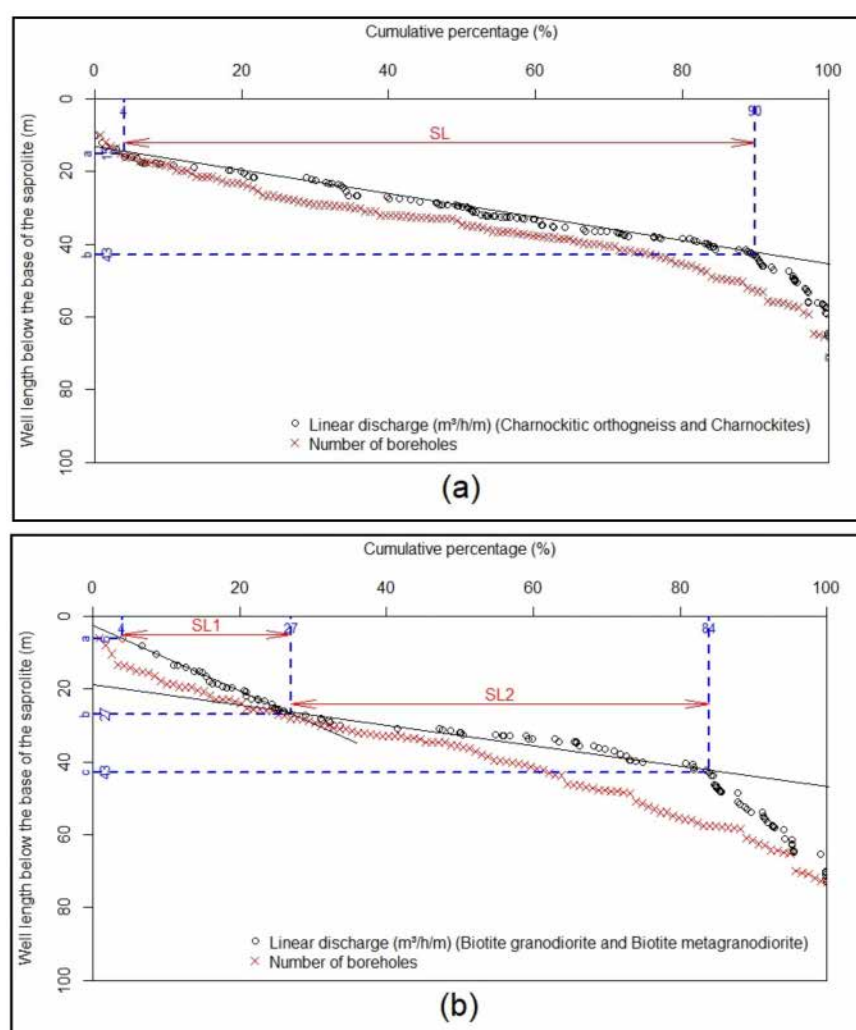 Cumulative percentage (%)
0 20 40 60 80 100
4 90
SL
Well length below the base of the saprolite (m)
0 20 40 60 80 100
a
b 43
Linear discharge (m³/h/m) (Charnockitic orthogneiss and Charnockites)
Number of boreholes
(a)
Cumulative percentage (%)
0 20 40 60 80 100
4 27 84
SL1
SL2
Well length below the base of the saprolite (m)
0 20 40 60 80 100
a
b 27
c 43
Linear discharge (m³/h/m) (Biotite granodiorite and Biotite metagranodiorite)
Number of boreholes
(b)